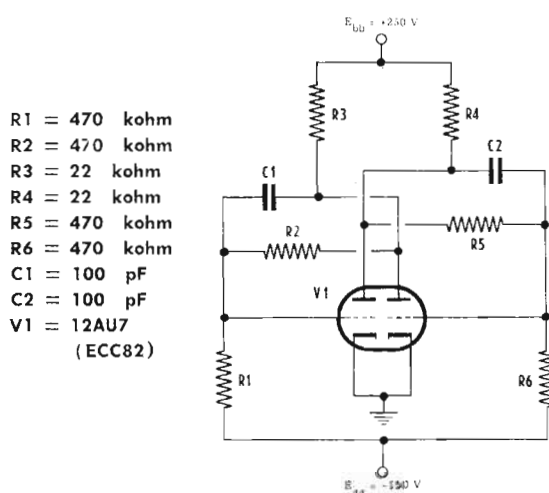 E_bb = +250 V
R1 = 470 kohm
R2 = 470 kohm
R3 = 22 kohm
R4 = 22 kohm
R5 = 470 kohm
R6 = 470 kohm
C1 = 100 pF
C2 = 100 pF
V1 = 12AU7
(ECC82)
R3
R4
C1
C2
R2
R5
V1
R1
R6
V